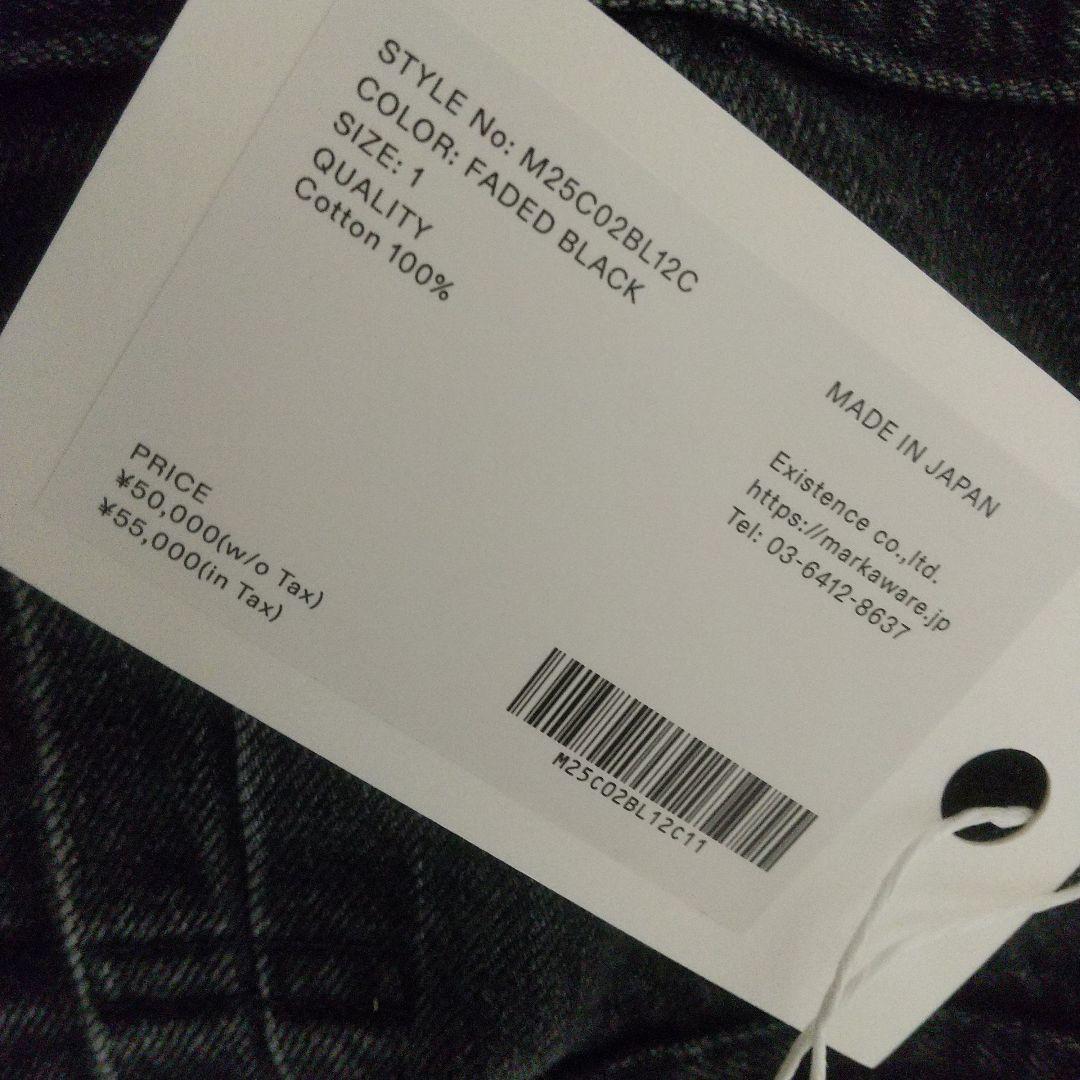 STYLE No: M25C02BL12C
COLOR: FADED BLACK
SIZE: 1
QUALITY
Cotton 100%
MADE IN JAPAN
Existence co.,ltd.
https://markaware.jp
Tel: 03-6412-8637
PRICE
¥50,000(w/o Tax)
¥55,000(in Tax)
M25C02BL12C11